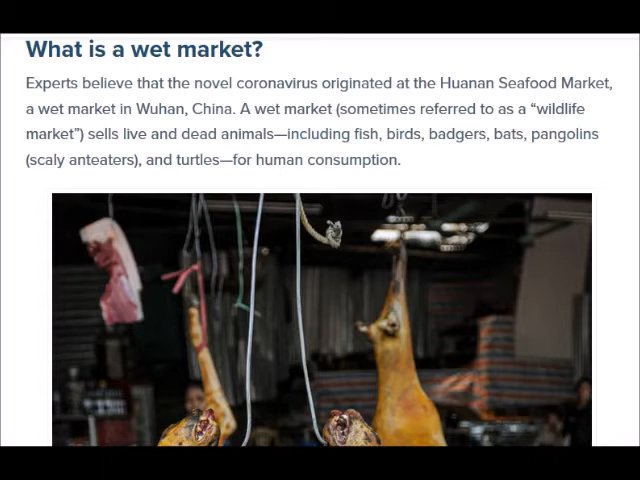 What is a wet market?
Experts believe that the novel coronavirus originated at the Huanan Seafood Market,
a wet market in Wuhan, China. A wet market (sometimes referred to as a “wildlife
market”) sells live and dead animals—including fish, birds, badgers, bats, pangolins
(scaly anteaters), and turtles—for human consumption.